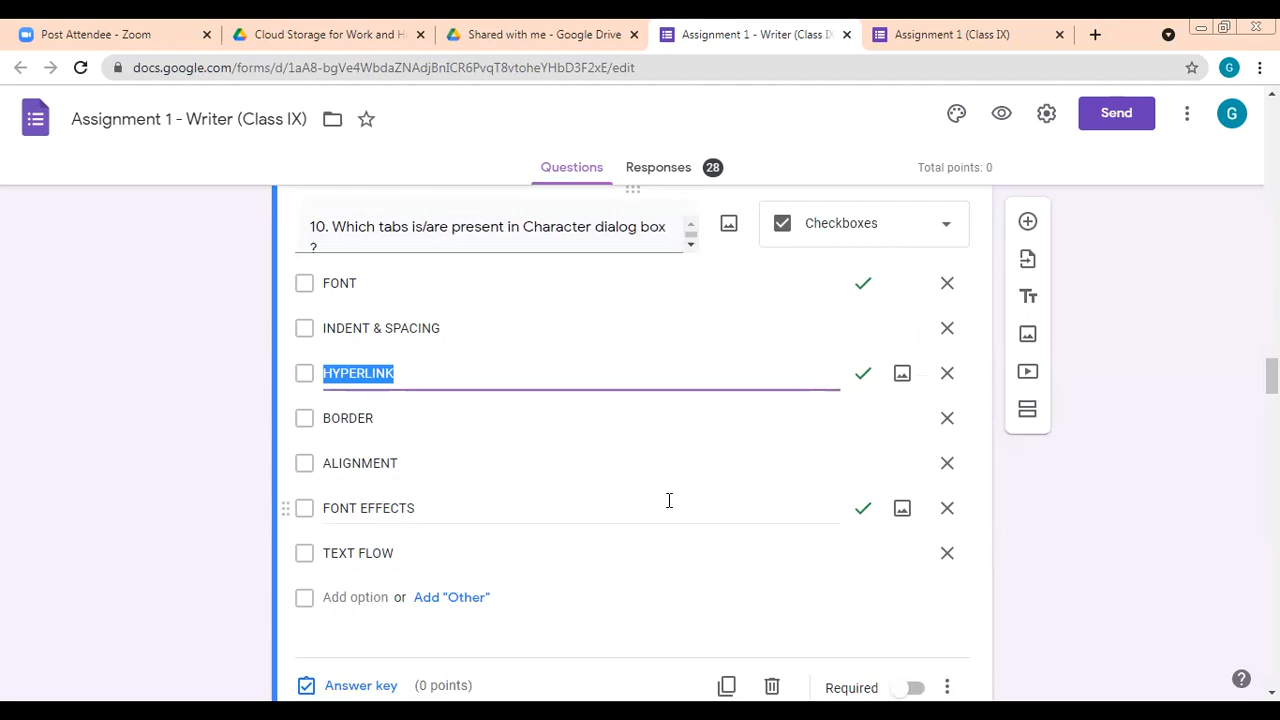 Post Attendee - Zoom
Cloud Storage for Work and H
Shared with me - Google Drive
Assignment 1 - Writer (Class IX
Assignment 1 (Class IX)
docs.google.com/forms/d/1aA8-bgVe4WbdaZNAdjBnICR6PvqT8vtoheYHbD3F2xE/edit
G
Assignment 1 - Writer (Class IX)
Send
G
Questions
Responses 28
Total points: 0
10. Which tabs is/are present in Character dialog box
?
Checkboxes
FONT
INDENT & SPACING
HYPERLINK
BORDER
ALIGNMENT
FONT EFFECTS
TEXT FLOW
Add option or Add "Other"
Answer key (0 points)
Required